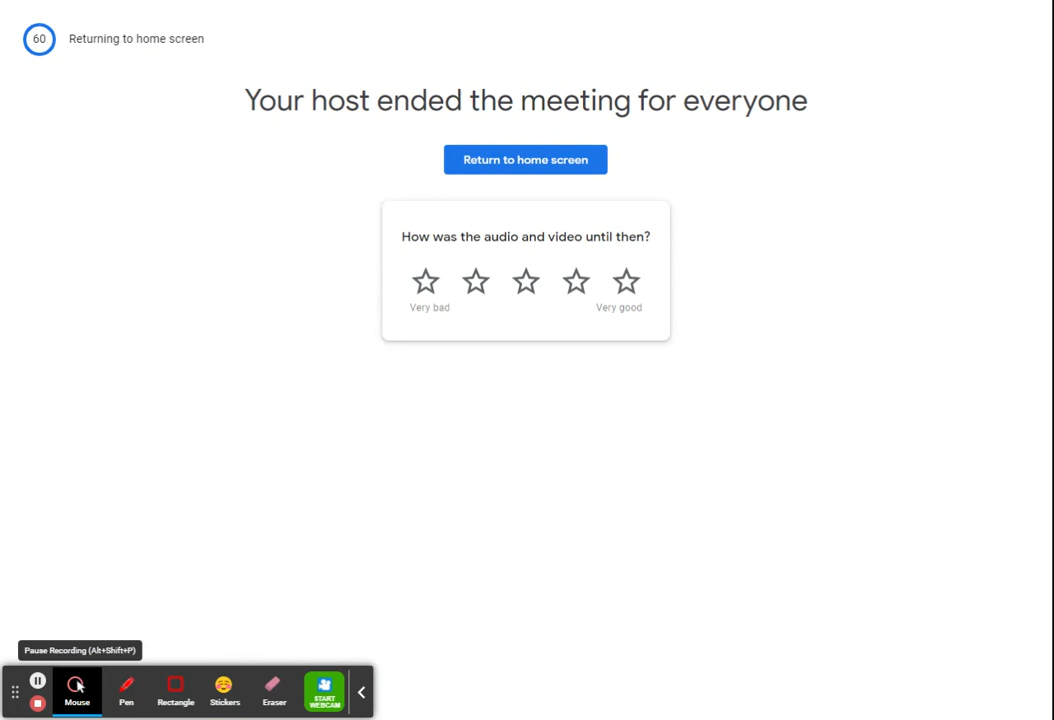 60 Returning to home screen
Your host ended the meeting for everyone
Return to home screen
How was the audio and video until then?
Very bad Very good
Pause Recording (Alt+Shift+P)
Mouse Pen Rectangle Stickers Eraser START
WEBCAM